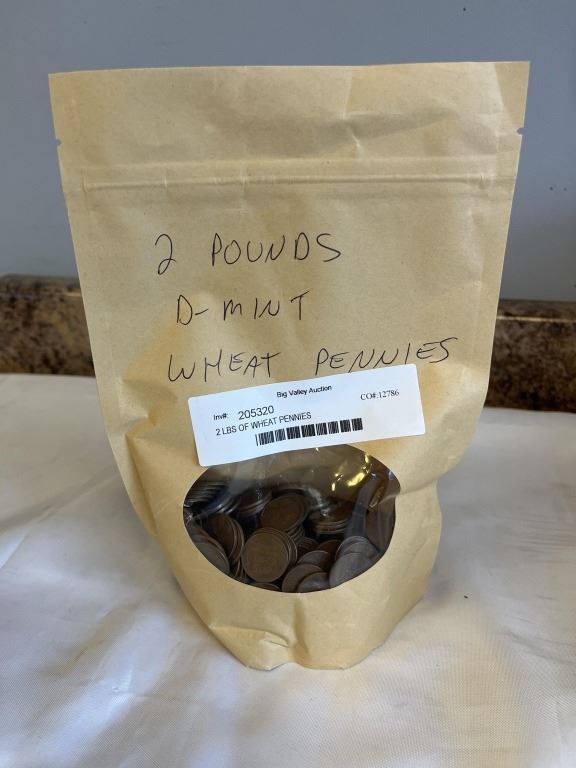 2 POUNDS
D-MINT
WHEAT PENNIES
Big Valley Auction
Inv#: 205320 CO#:12786
2 LBS OF WHEAT PENNIES